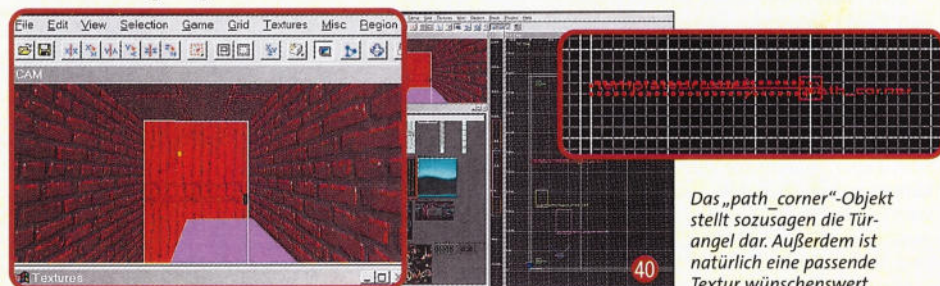 File Edit View Selection Game Grid Textures Misc Region
CAM
Textures
path_corner
40
Das „path_corner“-Objekt
stellt sozusagen die Tür-
angel dar. Außerdem ist
natürlich eine passende
Textur wünschenswert